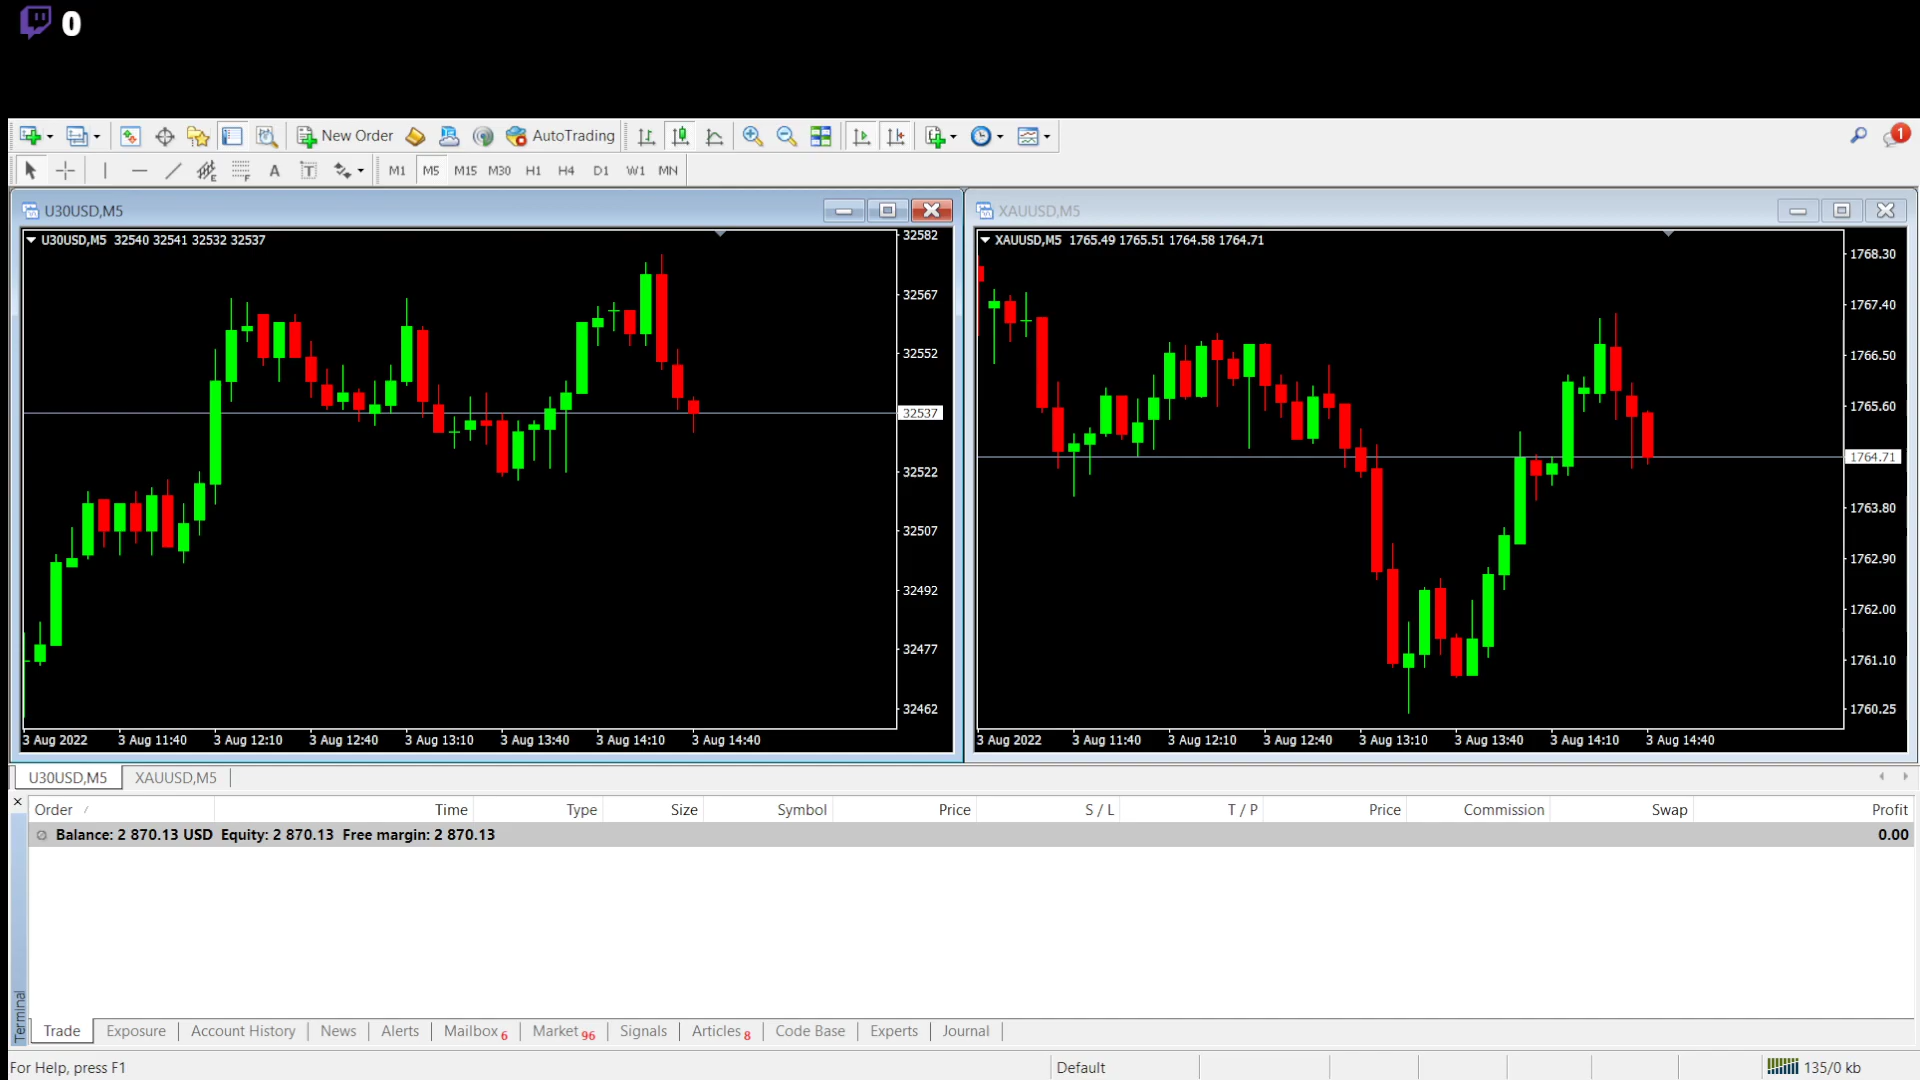 0
New Order AutoTrading
A T M1 M5 M15 M30 H1 H4 D1 W1 MN
1
U30USD,M5
U30USD,M5 32540 32541 32532 32537
32582
32567
32552
32537
32522
32507
32492
32477
32462
3 Aug 2022 3 Aug 11:40 3 Aug 12:10 3 Aug 12:40 3 Aug 13:10 3 Aug 13:40 3 Aug 14:10 3 Aug 14:40
XAUUSD,M5
XAUUSD,M5 1765.49 1765.51 1764.58 1764.71
1768.30
1767.40
1766.50
1765.60
1764.71
1763.80
1762.90
1762.00
1761.10
1760.25
3 Aug 2022 3 Aug 11:40 3 Aug 12:10 3 Aug 12:40 3 Aug 13:10 3 Aug 13:40 3 Aug 14:10 3 Aug 14:40
U30USD,M5 XAUUSD,M5
Order / Time Type Size Symbol Price S / L T / P Price Commission Swap Profit
Balance: 2 870.13 USD Equity: 2 870.13 Free margin: 2 870.13 0.00
Terminal
Trade Exposure Account History News Alerts Mailbox 6 Market 96 Signals Articles 8 Code Base Experts Journal
For Help, press F1 Default 135/0 kb